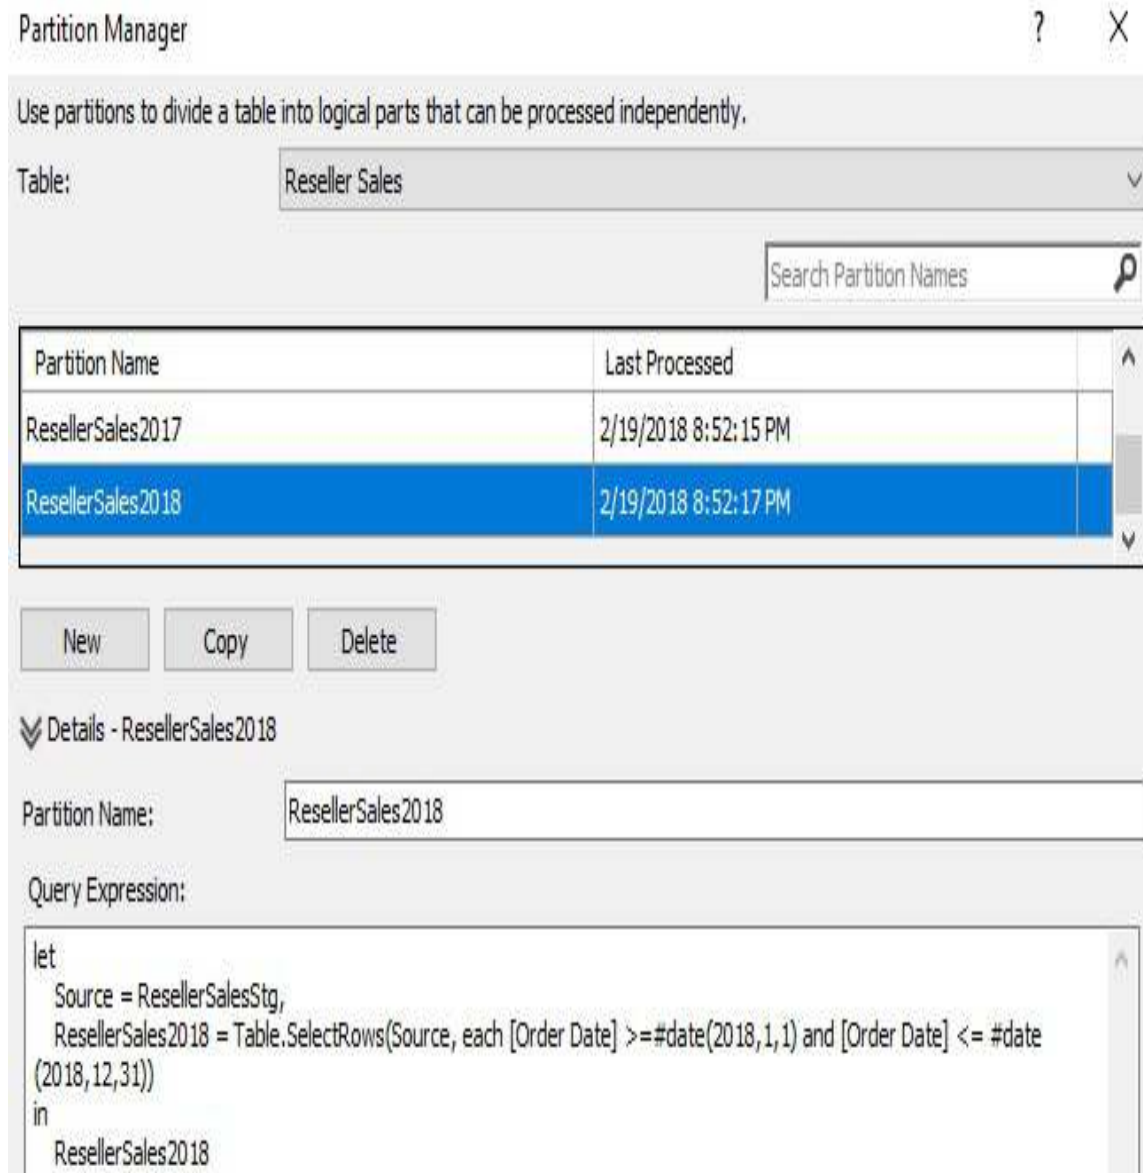 Partition Manager ? X
Use partitions to divide a table into logical parts that can be processed independently.
Table: Reseller Sales
Search Partition Names
Partition Name Last Processed
ResellerSales2017 2/19/2018 8:52:15 PM
ResellerSales2018 2/19/2018 8:52:17 PM
New Copy Delete
Details - ResellerSales2018
Partition Name: ResellerSales2018
Query Expression:
let
Source = ResellerSalesStg,
ResellerSales2018 = Table.SelectRows(Source, each [Order Date] >=#date(2018,1,1) and [Order Date] <= #date
(2018,12,31))
in
ResellerSales2018